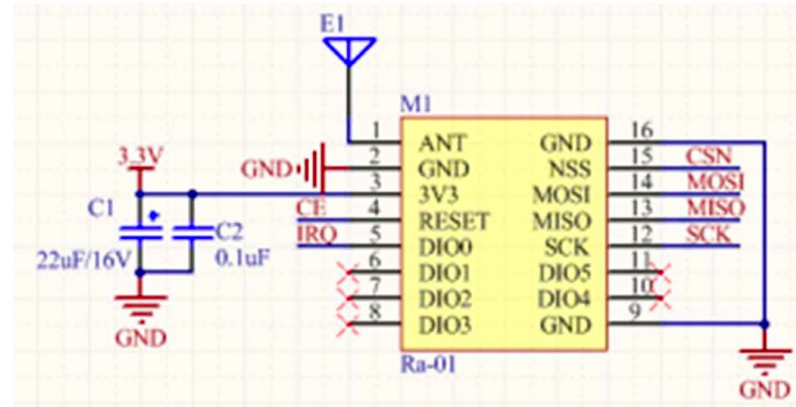 E1
M1
1 ANT GND 16
GND 2 GND NSS 15 CSN
3.3V 3 3V3 MOSI 14 MOSI
CE 4 RESET MISO 13 MISO
IRQ 5 DIO0 SCK 12 SCK
6 DIO1 DIO5 11
7 DIO2 DIO4 10
8 DIO3 GND 9
C1
22uF/16V
C2
0.1uF
GND
Ra-01
GND